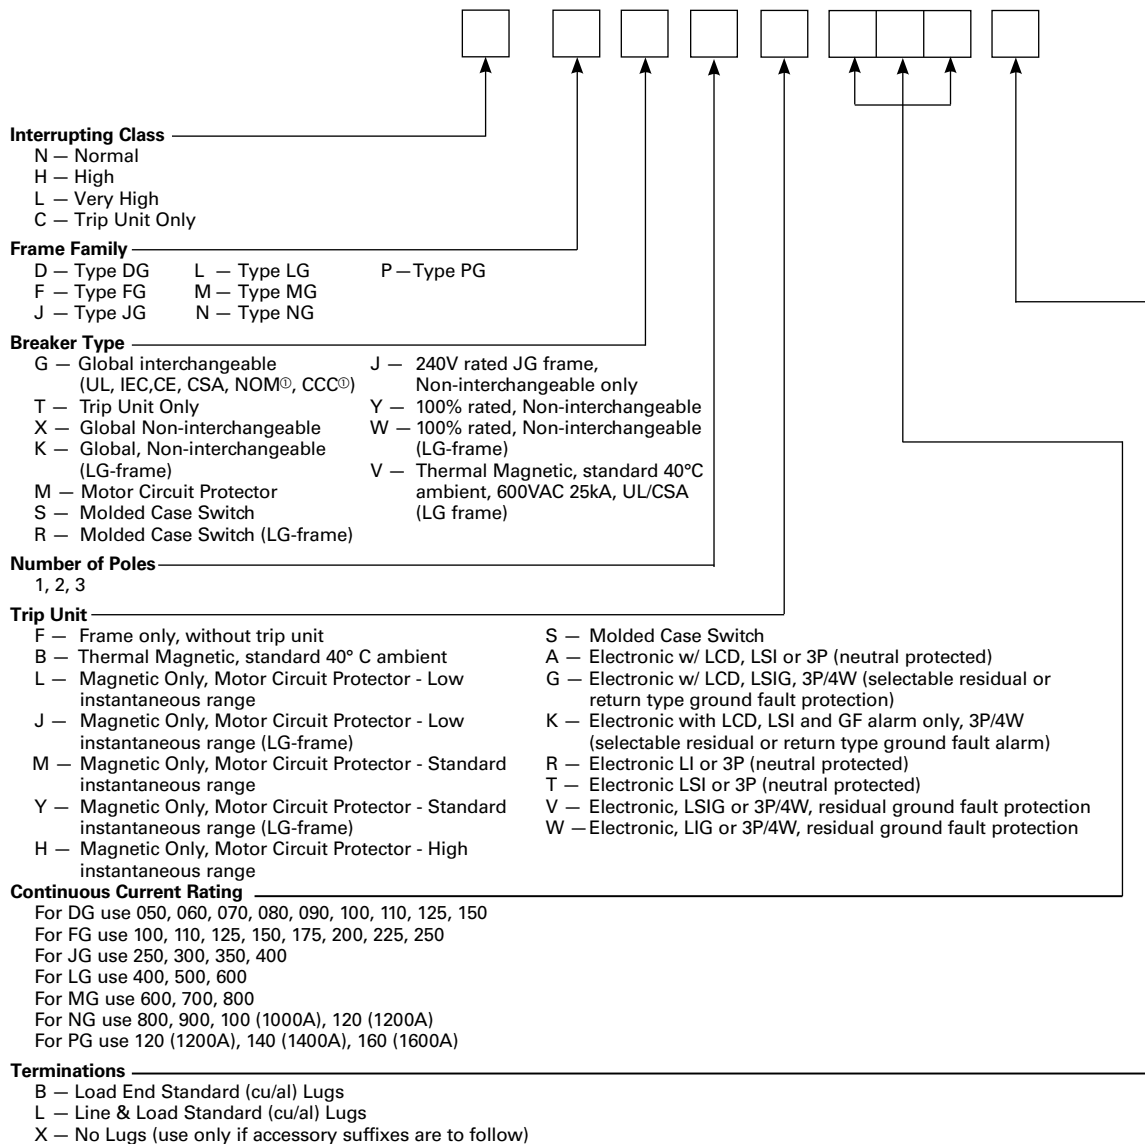 Interrupting Class
N — Normal
H — High
L — Very High
C — Trip Unit Only
Frame Family
D — Type DG
F — Type FG
J — Type JG
L — Type LG
M — Type MG
N — Type NG
P—Type PG
Breaker Type
G — Global interchangeable
(UL, IEC,CE, CSA, NOM①, CCC①)
T — Trip Unit Only
X — Global Non-interchangeable
K — Global, Non-interchangeable
(LG-frame)
M — Motor Circuit Protector
S — Molded Case Switch
R — Molded Case Switch (LG-frame)
J — 240V rated JG frame,
Non-interchangeable only
Y — 100% rated, Non-interchangeable
W — 100% rated, Non-interchangeable
(LG-frame)
V — Thermal Magnetic, standard 40°C
ambient, 600VAC 25kA, UL/CSA
(LG frame)
Number of Poles
1, 2, 3
Trip Unit
F — Frame only, without trip unit
B — Thermal Magnetic, standard 40° C ambient
L — Magnetic Only, Motor Circuit Protector - Low
instantaneous range
J — Magnetic Only, Motor Circuit Protector - Low
instantaneous range (LG-frame)
M — Magnetic Only, Motor Circuit Protector - Standard
instantaneous range
Y — Magnetic Only, Motor Circuit Protector - Standard
instantaneous range (LG-frame)
H — Magnetic Only, Motor Circuit Protector - High
instantaneous range
S — Molded Case Switch
A — Electronic w/ LCD, LSI or 3P (neutral protected)
G — Electronic w/ LCD, LSIG, 3P/4W (selectable residual or
return type ground fault protection)
K — Electronic with LCD, LSI and GF alarm only, 3P/4W
(selectable residual or return type ground fault alarm)
R — Electronic LI or 3P (neutral protected)
T — Electronic LSI or 3P (neutral protected)
V — Electronic, LSIG or 3P/4W, residual ground fault protection
W — Electronic, LIG or 3P/4W, residual ground fault protection
Continuous Current Rating
For DG use 050, 060, 070, 080, 090, 100, 110, 125, 150
For FG use 100, 110, 125, 150, 175, 200, 225, 250
For JG use 250, 300, 350, 400
For LG use 400, 500, 600
For MG use 600, 700, 800
For NG use 800, 900, 100 (1000A), 120 (1200A)
For PG use 120 (1200A), 140 (1400A), 160 (1600A)
Terminations
B — Load End Standard (cu/al) Lugs
L — Line & Load Standard (cu/al) Lugs
X — No Lugs (use only if accessory suffixes are to follow)